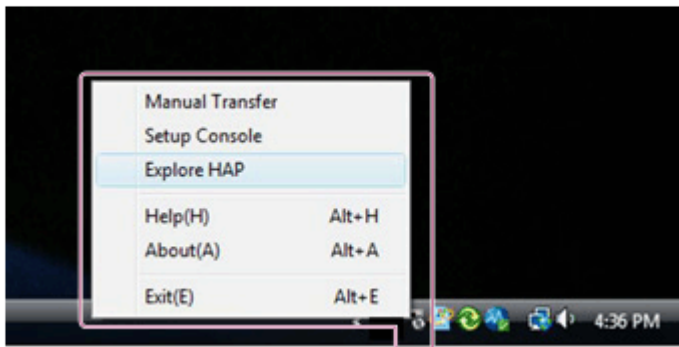 Manual Transfer
Setup Console
Explore HAP
Help(H) Alt+H
About(A) Alt+A
Exit(E) Alt+E
4:36 PM